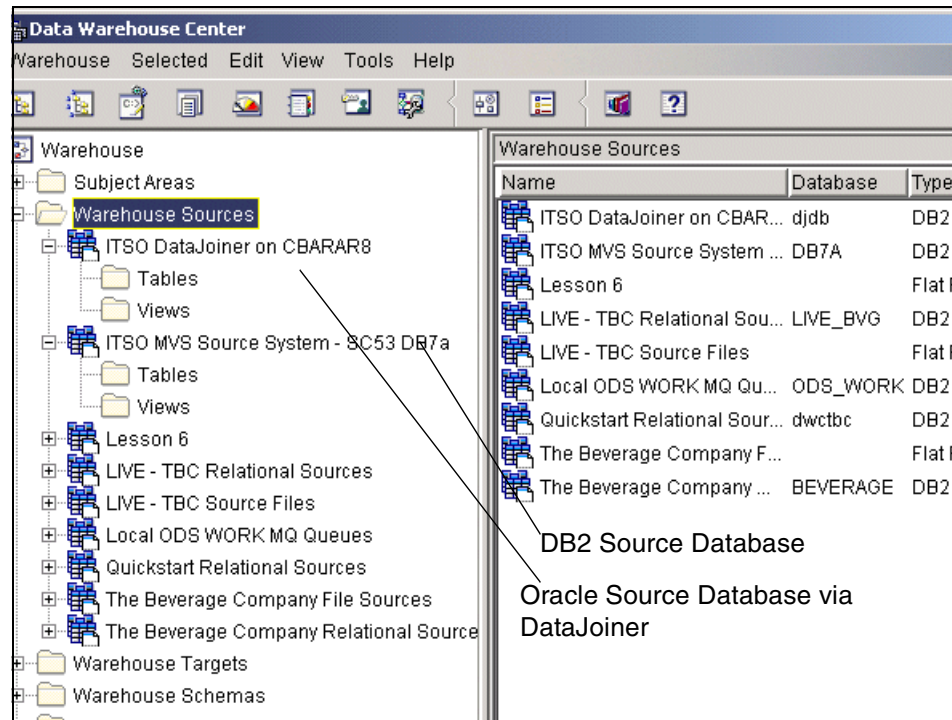 Data Warehouse Center
Warehouse Selected Edit View Tools Help
Warehouse
Subject Areas
Warehouse Sources
ITSO DataJoiner on CBARAR8
Tables
Views
ITSO MVS Source System - SC53 DB7a
Tables
Views
Lesson 6
LIVE - TBC Relational Sources
LIVE - TBC Source Files
Local ODS WORK MQ Queues
Quickstart Relational Sources
The Beverage Company File Sources
The Beverage Company Relational Source
Warehouse Targets
Warehouse Schemas
Warehouse Sources
Name Database Type
ITSO DataJoiner on CBAR... djdb DB2
ITSO MVS Source System ... DB7A DB2
Lesson 6 Flat F
LIVE - TBC Relational Sou... LIVE_BVG DB2
LIVE - TBC Source Files Flat F
Local ODS WORK MQ Qu... ODS_WORK DB2
Quickstart Relational Sour... dwctbc DB2
The Beverage Company F... Flat F
The Beverage Company ... BEVERAGE DB2
DB2 Source Database
Oracle Source Database via
DataJoiner